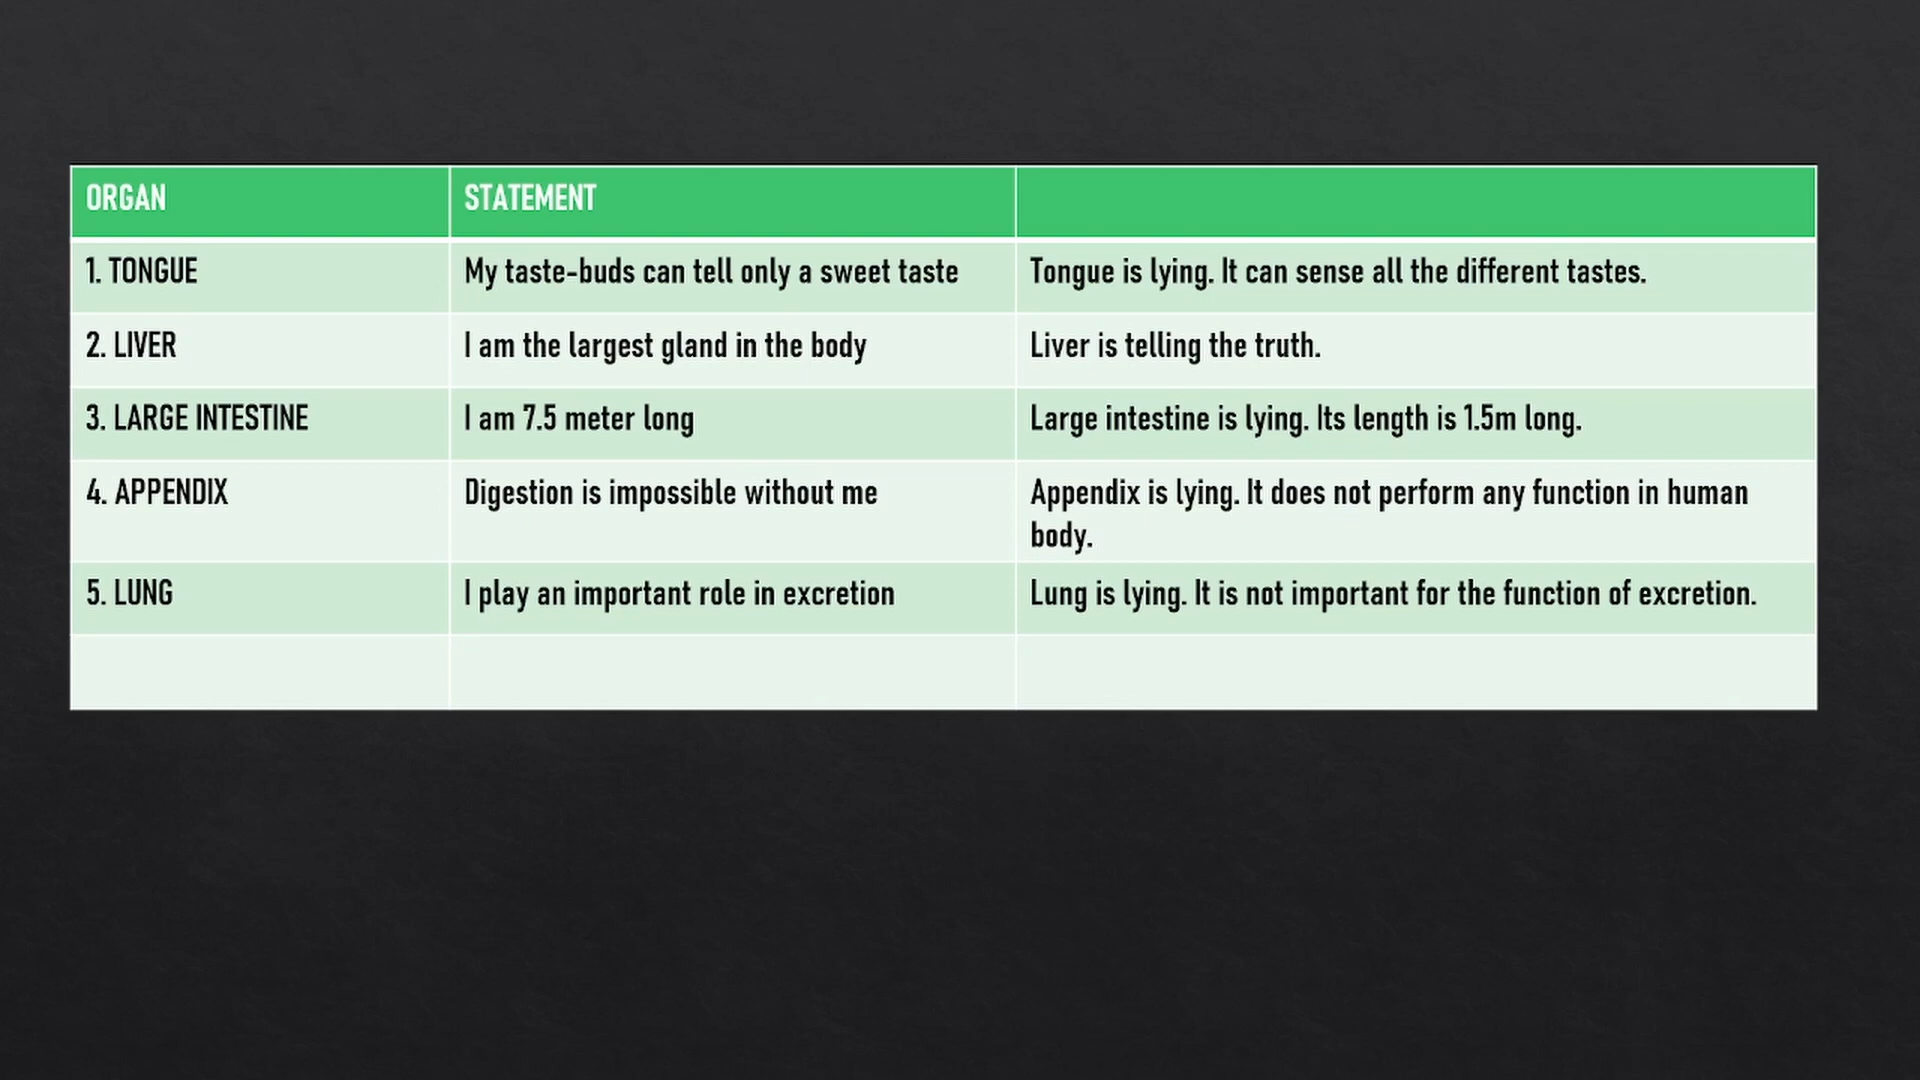 ORGAN STATEMENT
1. TONGUE My taste-buds can tell only a sweet taste Tongue is lying. It can sense all the different tastes.
2. LIVER I am the largest gland in the body Liver is telling the truth.
3. LARGE INTESTINE I am 7.5 meter long Large intestine is lying. Its length is 1.5m long.
4. APPENDIX Digestion is impossible without me Appendix is lying. It does not perform any function in human
body.
5. LUNG I play an important role in excretion Lung is lying. It is not important for the function of excretion.